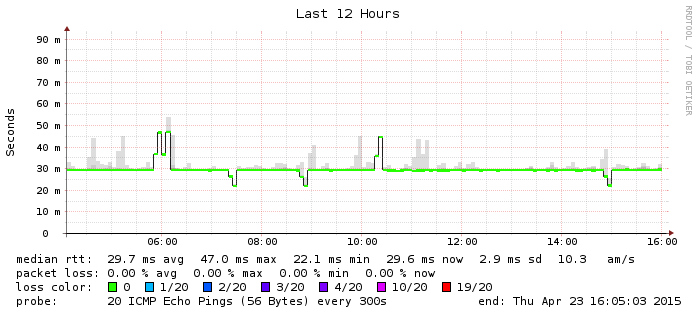 Last 12 Hours
RRDTOOL / TOBI OETIKER
Seconds
90 m
80 m
70 m
60 m
50 m
40 m
30 m
20 m
10 m
0
06:00 08:00 10:00 12:00 14:00 16:00
median rtt: 29.7 ms avg 47.0 ms max 22.1 ms min 29.6 ms now 2.9 ms sd 10.3 am/s
packet loss: 0.00 % avg 0.00 % max 0.00 % min 0.00 % now
loss color: 0 1/20 2/20 3/20 4/20 10/20 19/20
probe: 20 ICMP Echo Pings (56 Bytes) every 300s end: Thu Apr 23 16:05:03 2015